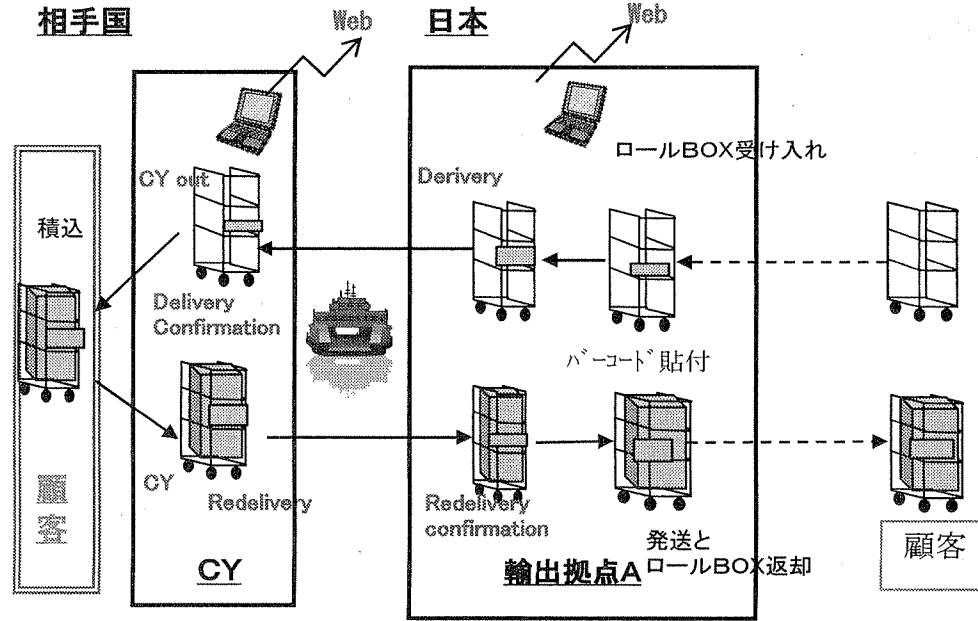 相手国
Web
日本
Web
ロールBOX受け入れ
CY out
Derivery
積込
Delivery
Confirmation
バーコード貼付
CY
Redelivery
Redelivery
confirmation
顧客
発送と
ロールBOX返却
顧客
CY
輸出拠点A